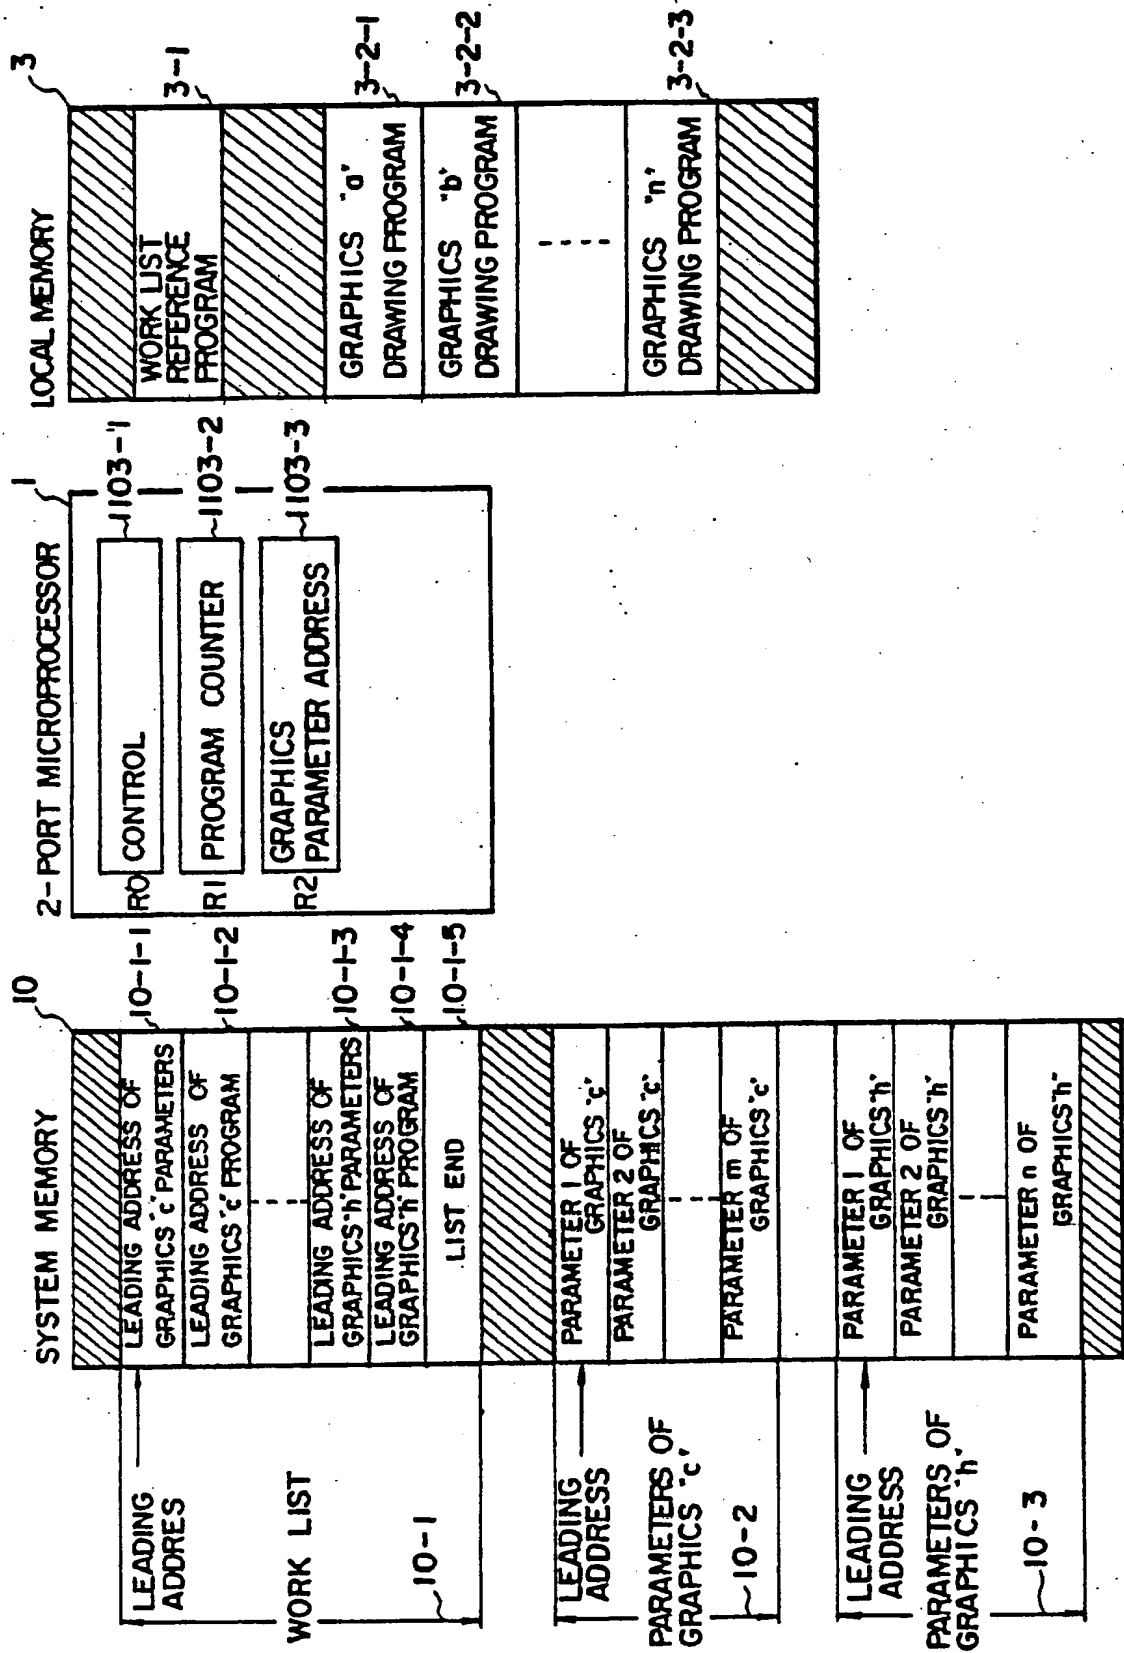 SYSTEM MEMORY
10
LEADING
ADDRES
WORK LIST
10-1
LEADING ADDRESS OF
GRAPHICS "c" PARAMETERS
10-1-1
LEADING ADDRESS OF
GRAPHICS "c" PROGRAM
10-1-2
LEADING ADDRESS OF
GRAPHICS "h" PARAMETERS
10-1-3
LEADING ADDRESS OF
GRAPHICS "h" PROGRAM
10-1-4
LIST END
10-1-5
LEADING
ADDRESS
PARAMETERS OF
GRAPHICS "c"
10-2
PARAMETER 1 OF
GRAPHICS "c"
PARAMETER 2 OF
GRAPHICS "c"
PARAMETER m OF
GRAPHICS "c"
LEADING
ADDRESS
PARAMETERS OF
GRAPHICS "h"
10-3
PARAMETER 1 OF
GRAPHICS "h"
PARAMETER 2 OF
GRAPHICS "h"
PARAMETER n OF
GRAPHICS "h"
2-PORT MICROPROCESSOR
1
R0 CONTROL
1103-1
R1 PROGRAM COUNTER
1103-2
R2 GRAPHICS
PARAMETER ADDRESS
1103-3
LOCAL MEMORY
3
WORK LIST
REFERENCE
PROGRAM
3-1
GRAPHICS "a"
DRAWING PROGRAM
3-2-1
GRAPHICS "b"
DRAWING PROGRAM
3-2-2
GRAPHICS "n"
DRAWING PROGRAM
3-2-3